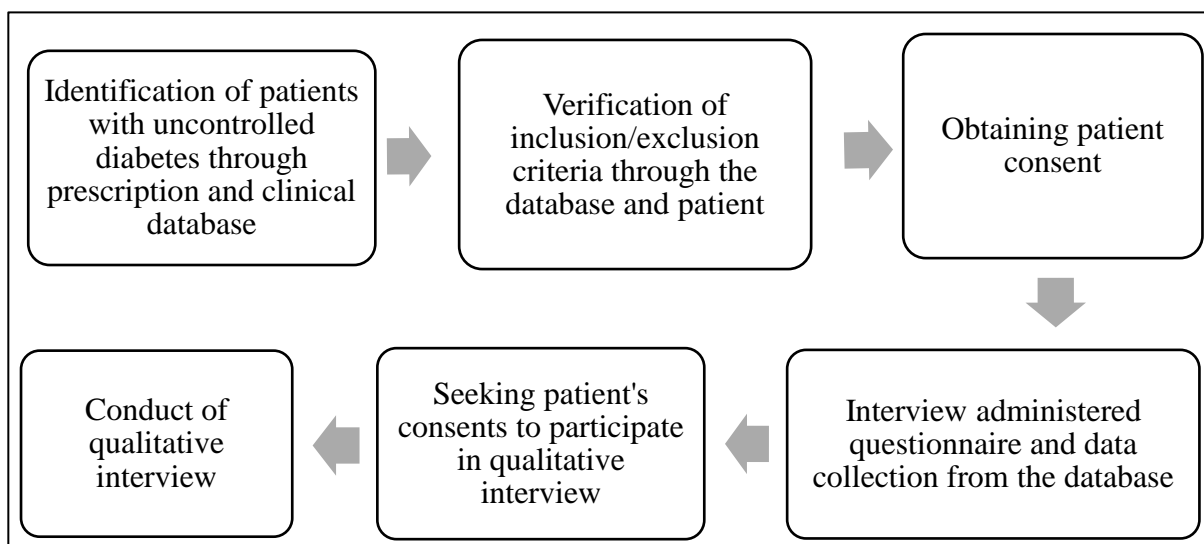 Identification of patients
with uncontrolled
diabetes through
prescription and clinical
database
Verification of
inclusion/exclusion
criteria through the
database and patient
Obtaining patient
consent
Interview administered
questionnaire and data
collection from the database
Seeking patient's
consents to participate
in qualitative
interview
Conduct of
qualitative
interview